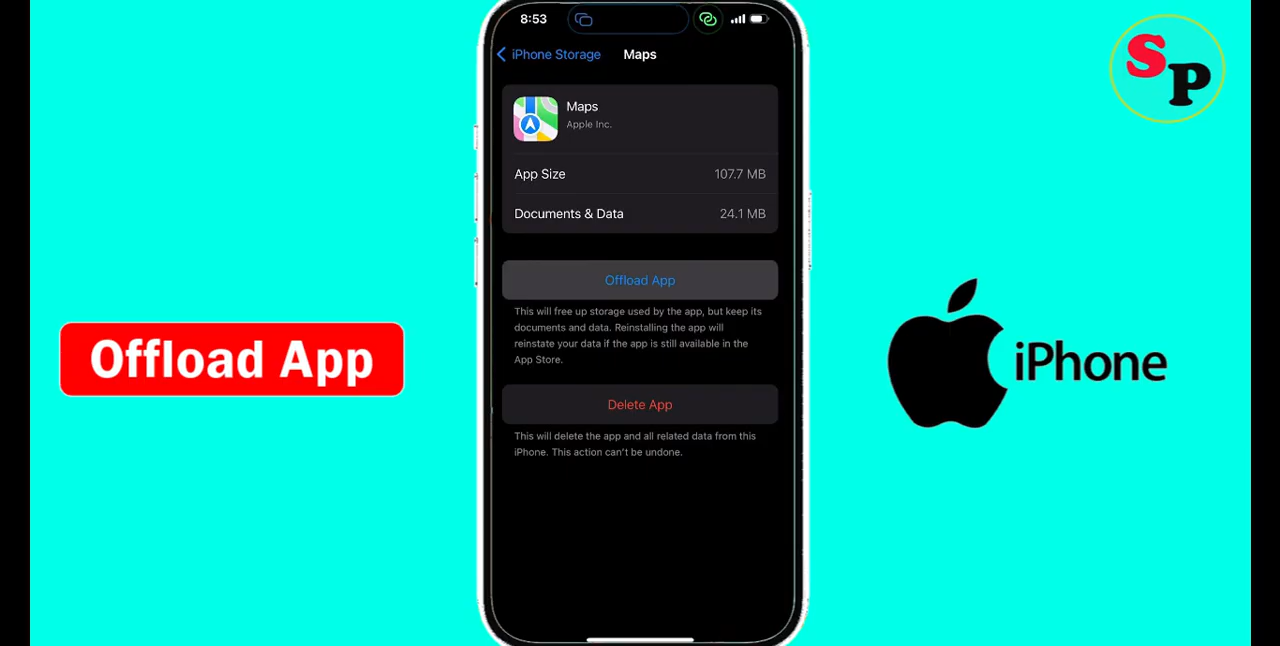 8:53
iPhone Storage Maps
Maps
Apple Inc.
App Size 107.7 MB
Documents & Data 24.1 MB
Offload App
This will free up storage used by the app, but keep its
documents and data. Reinstalling the app will
reinstate your data if the app is still available in the
App Store.
Delete App
This will delete the app and all related data from this
iPhone. This action can't be undone.
Offload App
iPhone
SP